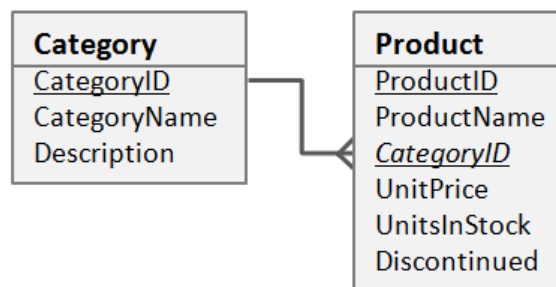 Category
CategoryID
CategoryName
Description
Product
ProductID
ProductName
CategoryID
UnitPrice
UnitsInStock
Discontinued